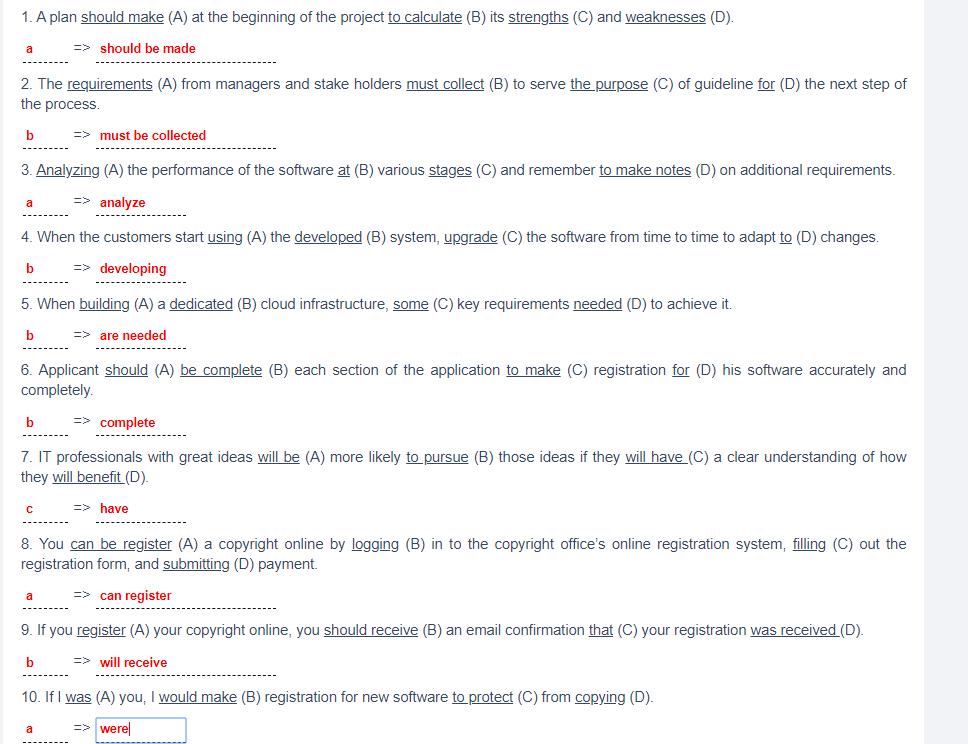 1. A plan should make (A) at the beginning of the project to calculate (B) its strengths (C) and weaknesses (D).
a => should be made
2. The requirements (A) from managers and stake holders must collect (B) to serve the purpose (C) of guideline for (D) the next step of
the process.
b => must be collected
3. Analyzing (A) the performance of the software at (B) various stages (C) and remember to make notes (D) on additional requirements.
a => analyze
4. When the customers start using (A) the developed (B) system, upgrade (C) the software from time to time to adapt to (D) changes.
b => developing
5. When building (A) a dedicated (B) cloud infrastructure, some (C) key requirements needed (D) to achieve it.
b => are needed
6. Applicant should (A) be complete (B) each section of the application to make (C) registration for (D) his software accurately and
completely.
b => complete
7. IT professionals with great ideas will be (A) more likely to pursue (B) those ideas if they will have (C) a clear understanding of how
they will benefit (D).
c => have
8. You can be register (A) a copyright online by logging (B) in to the copyright office's online registration system, filling (C) out the
registration form, and submitting (D) payment.
a => can register
9. If you register (A) your copyright online, you should receive (B) an email confirmation that (C) your registration was received (D).
b => will receive
10. If I was (A) you, I would make (B) registration for new software to protect (C) from copying (D).
a => were